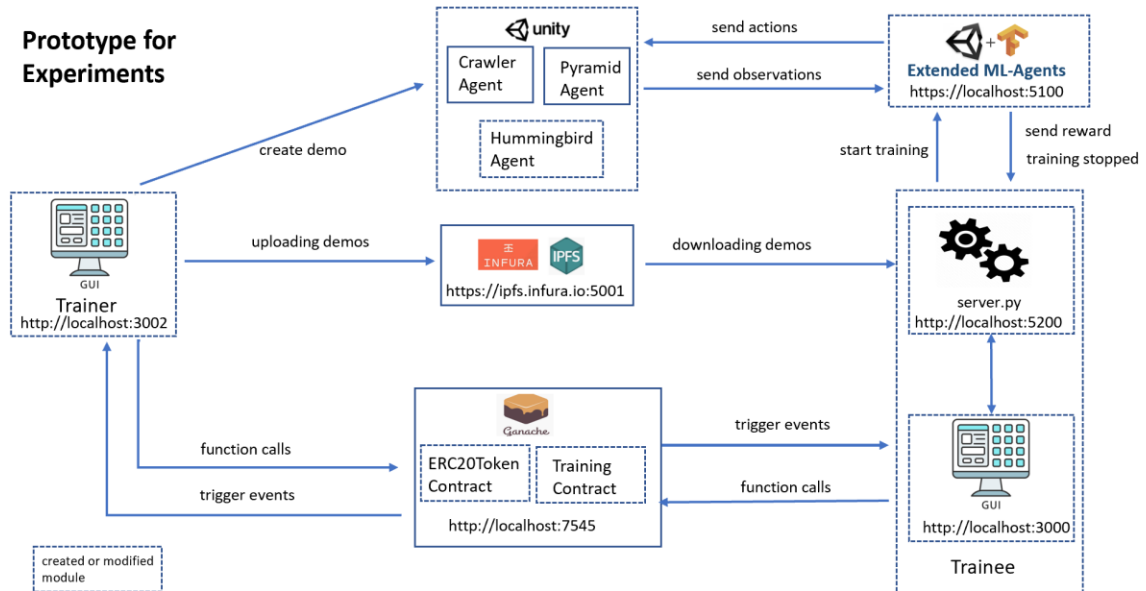 Prototype for
Experiments
unity
Crawler
Agent
Pyramid
Agent
Hummingbird
Agent
send actions
send observations
+
Extended ML-Agents
https://localhost:5100
create demo
start training
send reward
training stopped
GUI
Trainer
http://localhost:3002
uploading demos
INFURA
IPFS
https://ipfs.infura.io:5001
downloading demos
server.py
http://localhost:5200
function calls
trigger events
Ganache
ERC20Token
Contract
Training
Contract
http://localhost:7545
trigger events
function calls
GUI
http://localhost:3000
Trainee
created or modified
module